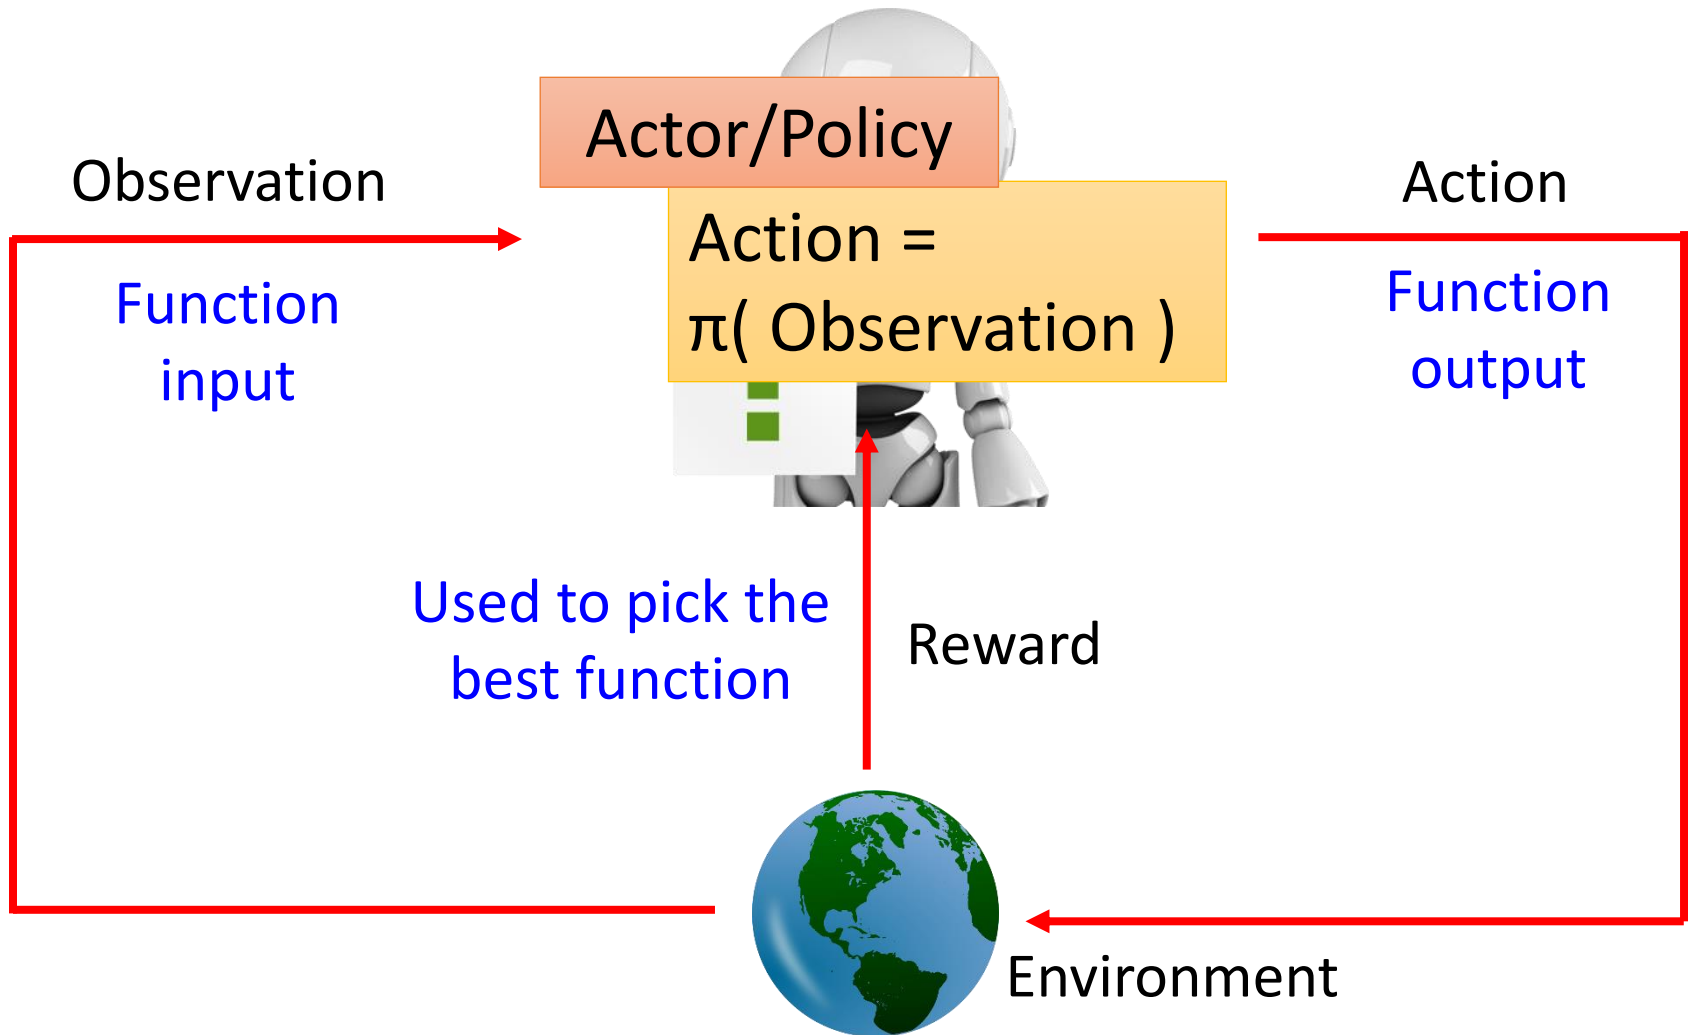 Actor/Policy
Observation
Action
Action =
π( Observation )
Function
input
Function
output
Used to pick the
best function
Reward
Environment